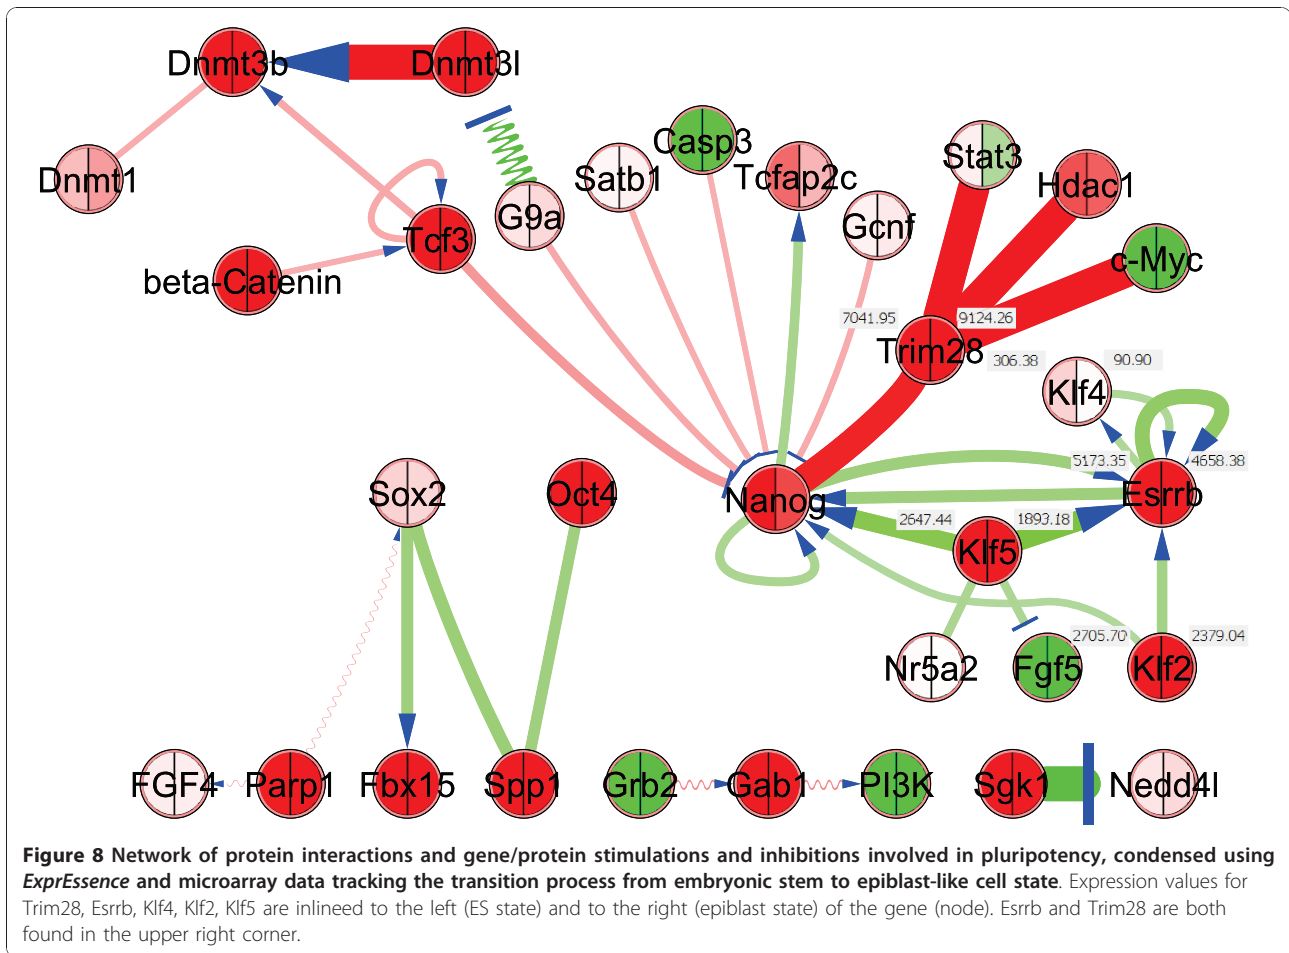 Dnmt3b
Dnmt3l
Casp3
Stat3
Dnmt1
Satb1
Tcfap2c
Hdac1
G9a
Gcnf
Tcf3
c-Myc
beta-Catenin
7041.95
9124.26
Trim28
306.38
90.90
Klf4
5173.35
4658.38
Sox2
Oct4
Nanog
Esrrb
2647.44
1893.18
Klf5
2705.70
2379.04
Nr5a2
Fgf5
Klf2
FGF4
Parp1
Fbx15
Spp1
Grb2
Gab1
PI3K
Sgk1
Nedd4l
Figure 8 Network of protein interactions and gene/protein stimulations and inhibitions involved in pluripotency, condensed using
ExprEssence and microarray data tracking the transition process from embryonic stem to epiblast-like cell state. Expression values for
Trim28, Esrrb, Klf4, Klf2, Klf5 are inlineed to the left (ES state) and to the right (epiblast state) of the gene (node). Esrrb and Trim28 are both
found in the upper right corner.